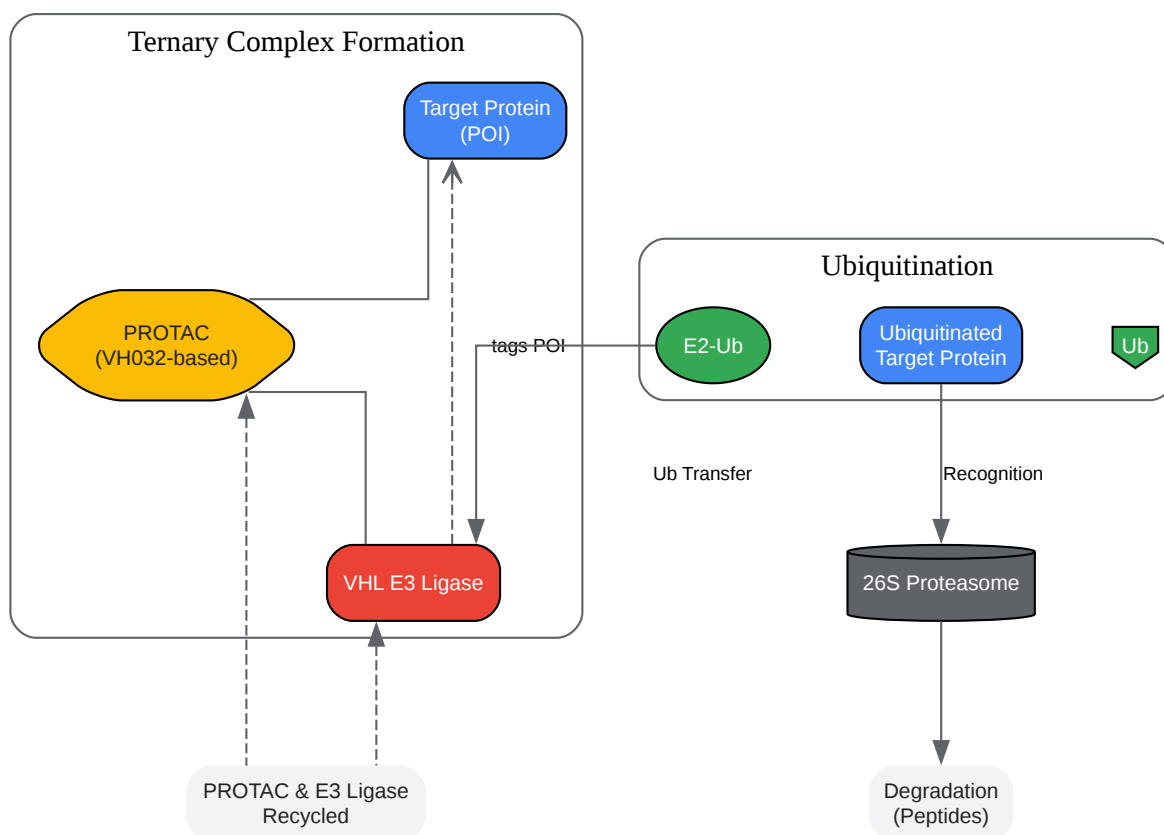 Ternary Complex Formation
Target Protein
(POI)
Ubiquitination
PROTAC
(VH032-based)
tags POI
E2-Ub
Ubiquitinated
Target Protein
Ub
Ub Transfer
Recognition
VHL E3 Ligase
26S Proteasome
PROTAC & E3 Ligase
Recycled
Degradation
(Peptides)